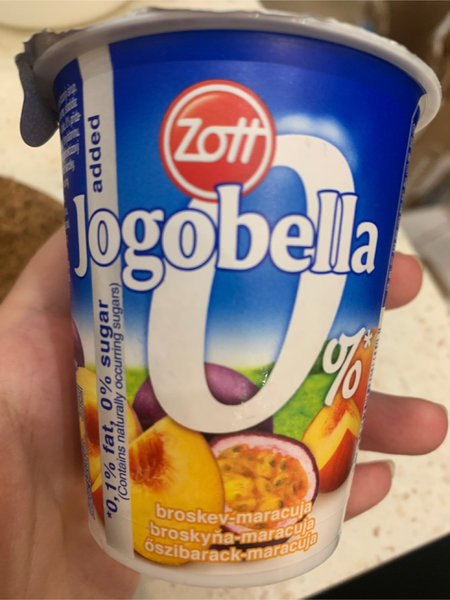 Zott
Jogobella
0
%*
*0,1% fat, 0% sugar added
(Contains naturally occurring sugars)
broskev-maracuja
broskyňa-maracuja
őszibarack-maracuja